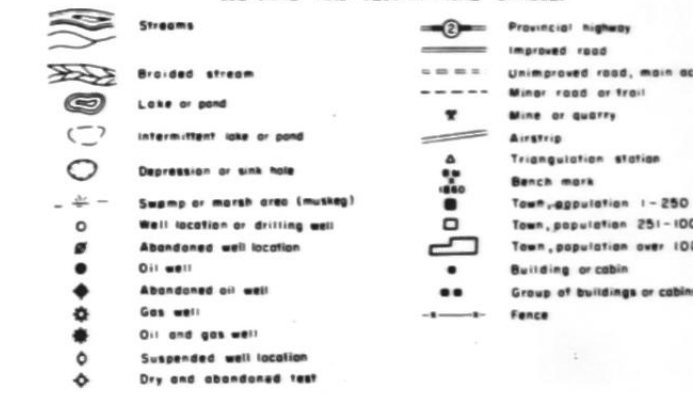 Streams
Braided stream
Lake or pond
Intermittent lake or pond
Depression or sink hole
Swamp or marsh area (muskeg)
Well location or drilling well
Abandoned well location
Oil well
Abandoned oil well
Gas well
Oil and gas well
Suspended well location
Dry and abandoned test
2 Provincial highway
Improved road
Unimproved road, main
Minor road or trail
Mine or quarry
Airstrip
Triangulation station
BM 1860 Bench mark
Town, population 1-250
Town, population 251-
Town, population over
Building or cabin
Group of buildings or cabins
Fence